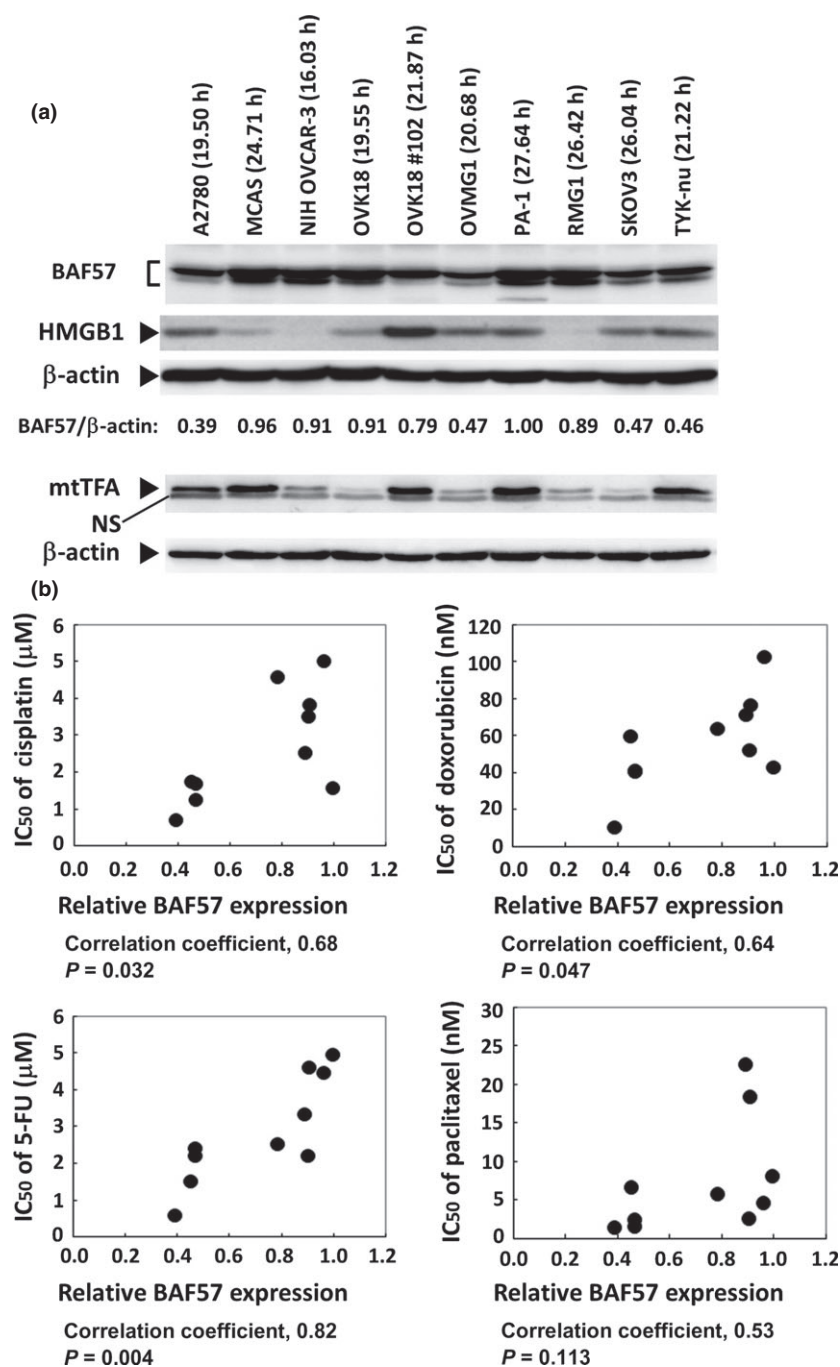 (a)
A2780 (19.50 h)
MCAS (24.71 h)
NIH OVCAR-3 (16.03 h)
OVK18 (19.55 h)
OVK18 #102 (21.87 h)
OVMG1 (20.68 h)
PA-1 (27.64 h)
RMG1 (26.42 h)
SKOV3 (26.04 h)
TYK-nu (21.22 h)
BAF57
HMGB1
β-actin
BAF57/β-actin: 0.39 0.96 0.91 0.91 0.79 0.47 1.00 0.89 0.47 0.46
mtTFA
NS
β-actin
(b)
IC50 of cisplatin (μM)
6
5
4
3
2
1
0
0.0 0.2 0.4 0.6 0.8 1.0 1.2
Relative BAF57 expression
Correlation coefficient, 0.68
P = 0.032
IC50 of doxorubicin (nM)
120
100
80
60
40
20
0
0.0 0.2 0.4 0.6 0.8 1.0 1.2
Relative BAF57 expression
Correlation coefficient, 0.64
P = 0.047
IC50 of 5-FU (μM)
6
5
4
3
2
1
0
0.0 0.2 0.4 0.6 0.8 1.0 1.2
Relative BAF57 expression
Correlation coefficient, 0.82
P = 0.004
IC50 of paclitaxel (nM)
30
25
20
15
10
5
0
0.0 0.2 0.4 0.6 0.8 1.0 1.2
Relative BAF57 expression
Correlation coefficient, 0.53
P = 0.113